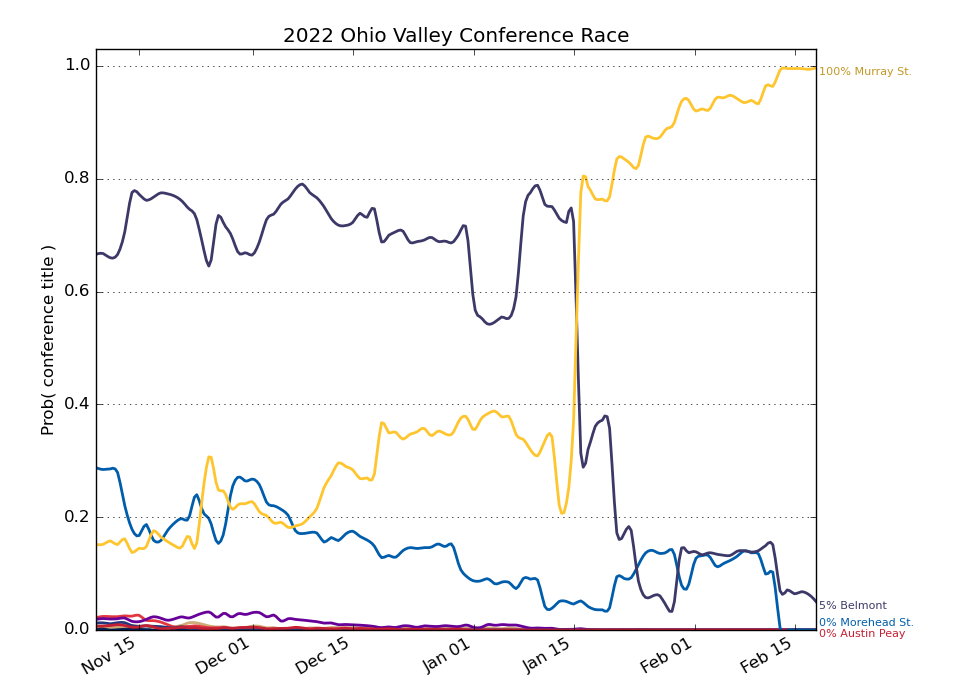 2022 Ohio Valley Conference Race
Prob( conference title )
1.0
0.8
0.6
0.4
0.2
0.0
Nov 15
Dec 01
Dec 15
Jan 01
Jan 15
Feb 01
Feb 15
100% Murray St.
5% Belmont
0% Morehead St.
0% Austin Peay